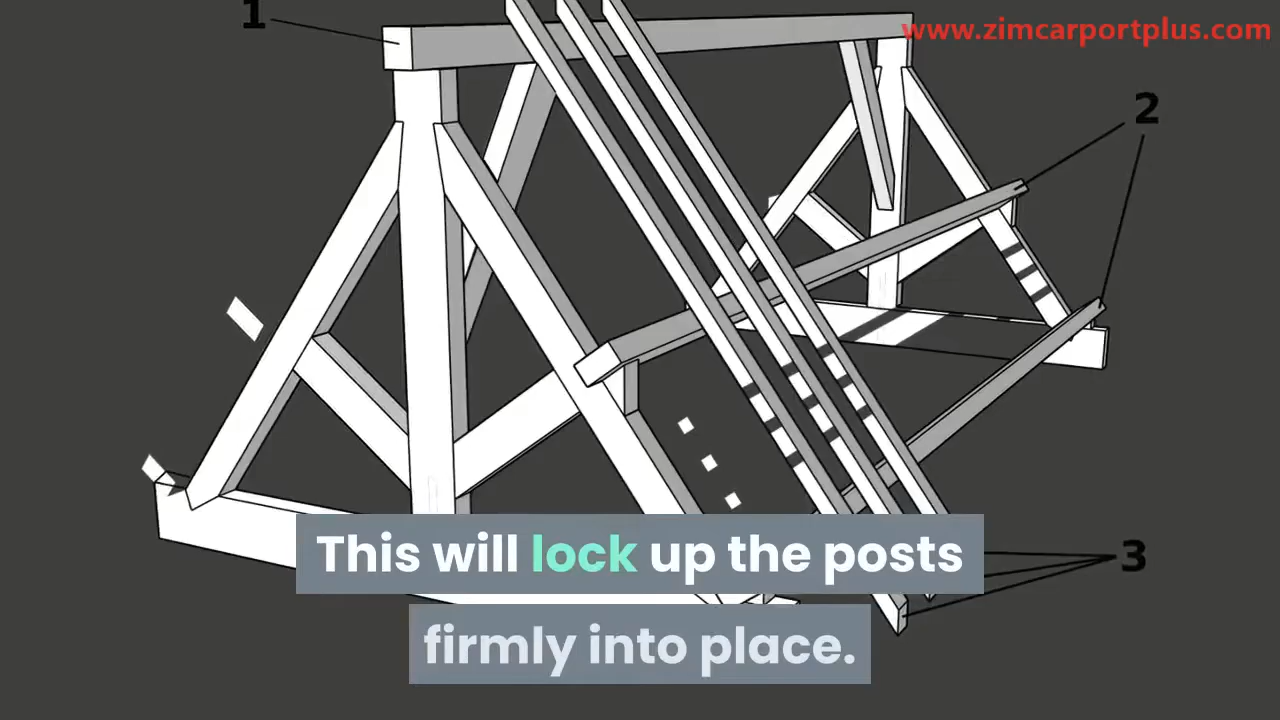 1
www.zimcarportplus.com
2
3
This will lock up the posts
firmly into place.